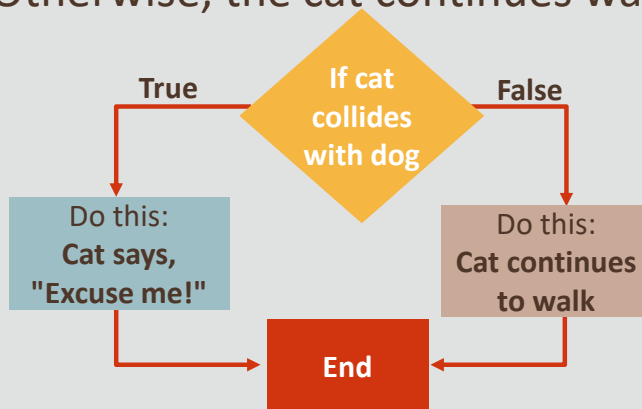 Otherwise, the cat continues wa
If cat
collides
with dog
True
False
Do this:
Cat says,
"Excuse me!"
Do this:
Cat continues
to walk
End